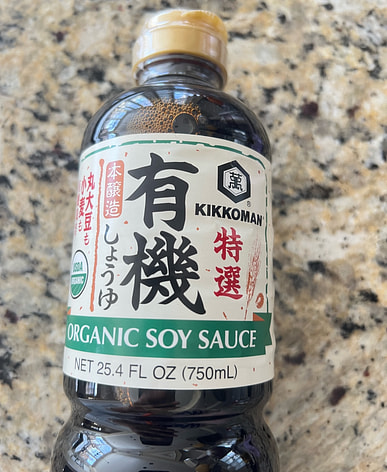 萬
KIKKOMAN®
特選
有機
本醸造
しょうゆ
丸大豆も
小麦も
USDA
ORGANIC
ORGANIC SOY SAUCE
NET 25.4 FL OZ (750mL)